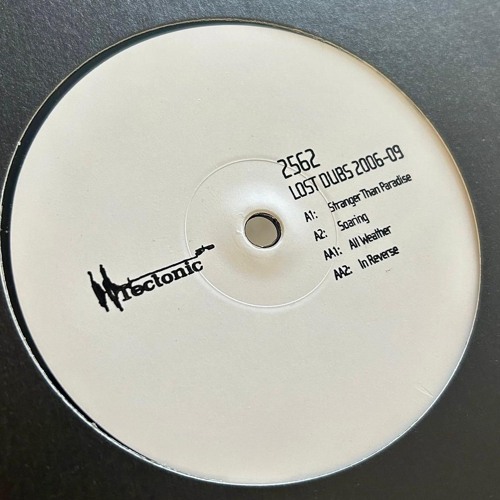 2562
LOST DUBS 2006-09
A1: Stranger Than Paradise
A2: Soaring
AA1: All Weather
AA2: In Reverse
Tectonic